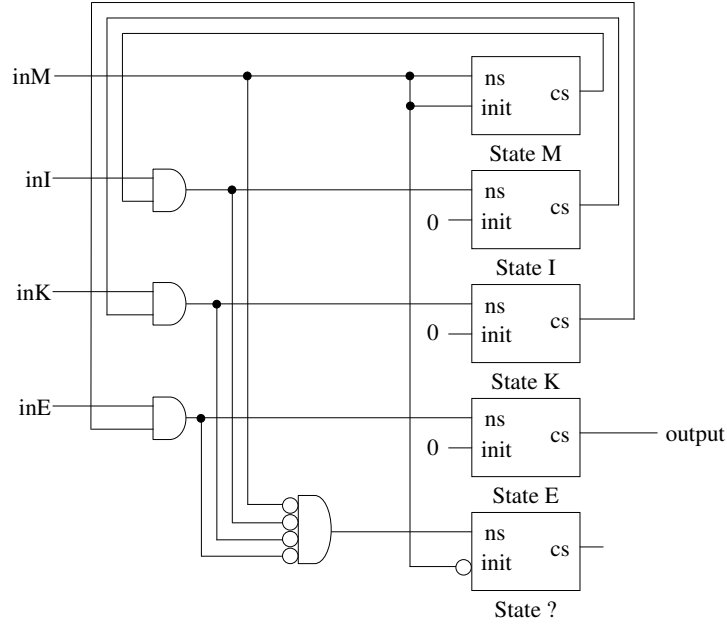 inM
ns
init
cs
State M
inI
ns
0
init
cs
State I
inK
ns
0
init
cs
State K
inE
ns
0
init
cs
output
State E
ns
init
cs
State ?